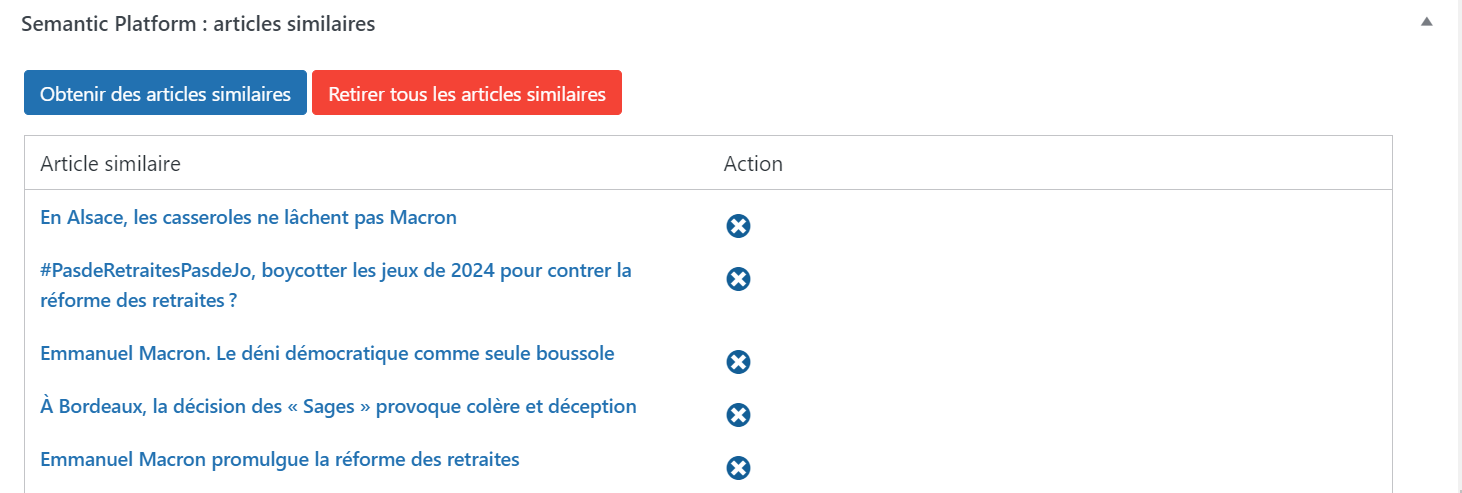 Semantic Platform : articles similaires
Obtenir des articles similaires
Retirer tous les articles similaires
Article similaire
Action
En Alsace, les casseroles ne lâchent pas Macron
#PasdeRetraitesPasdeJo, boycotter les jeux de 2024 pour contrer la
réforme des retraites ?
Emmanuel Macron. Le déni démocratique comme seule boussole
À Bordeaux, la décision des « Sages » provoque colère et déception
Emmanuel Macron promulgue la réforme des retraites